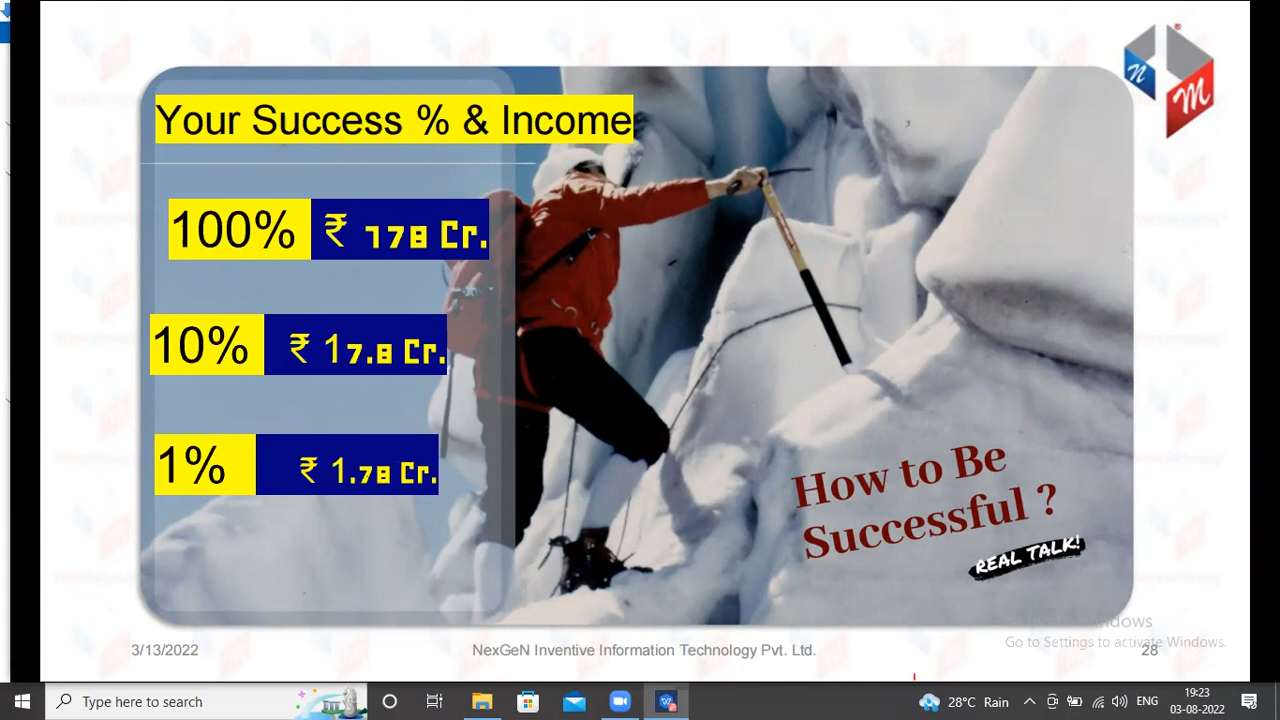 Your Success % & Income
100% ₹ 178 Cr.
10% ₹ 17.8 Cr.
1% ₹ 1.78 Cr.
How to Be
Successful ?
REAL TALK!
n m
3/13/2022
NexGeN Inventive Information Technology Pvt. Ltd.
28
Go to Settings to activate Windows.
Type here to search
28°C Rain
ENG
19:23
03-08-2022